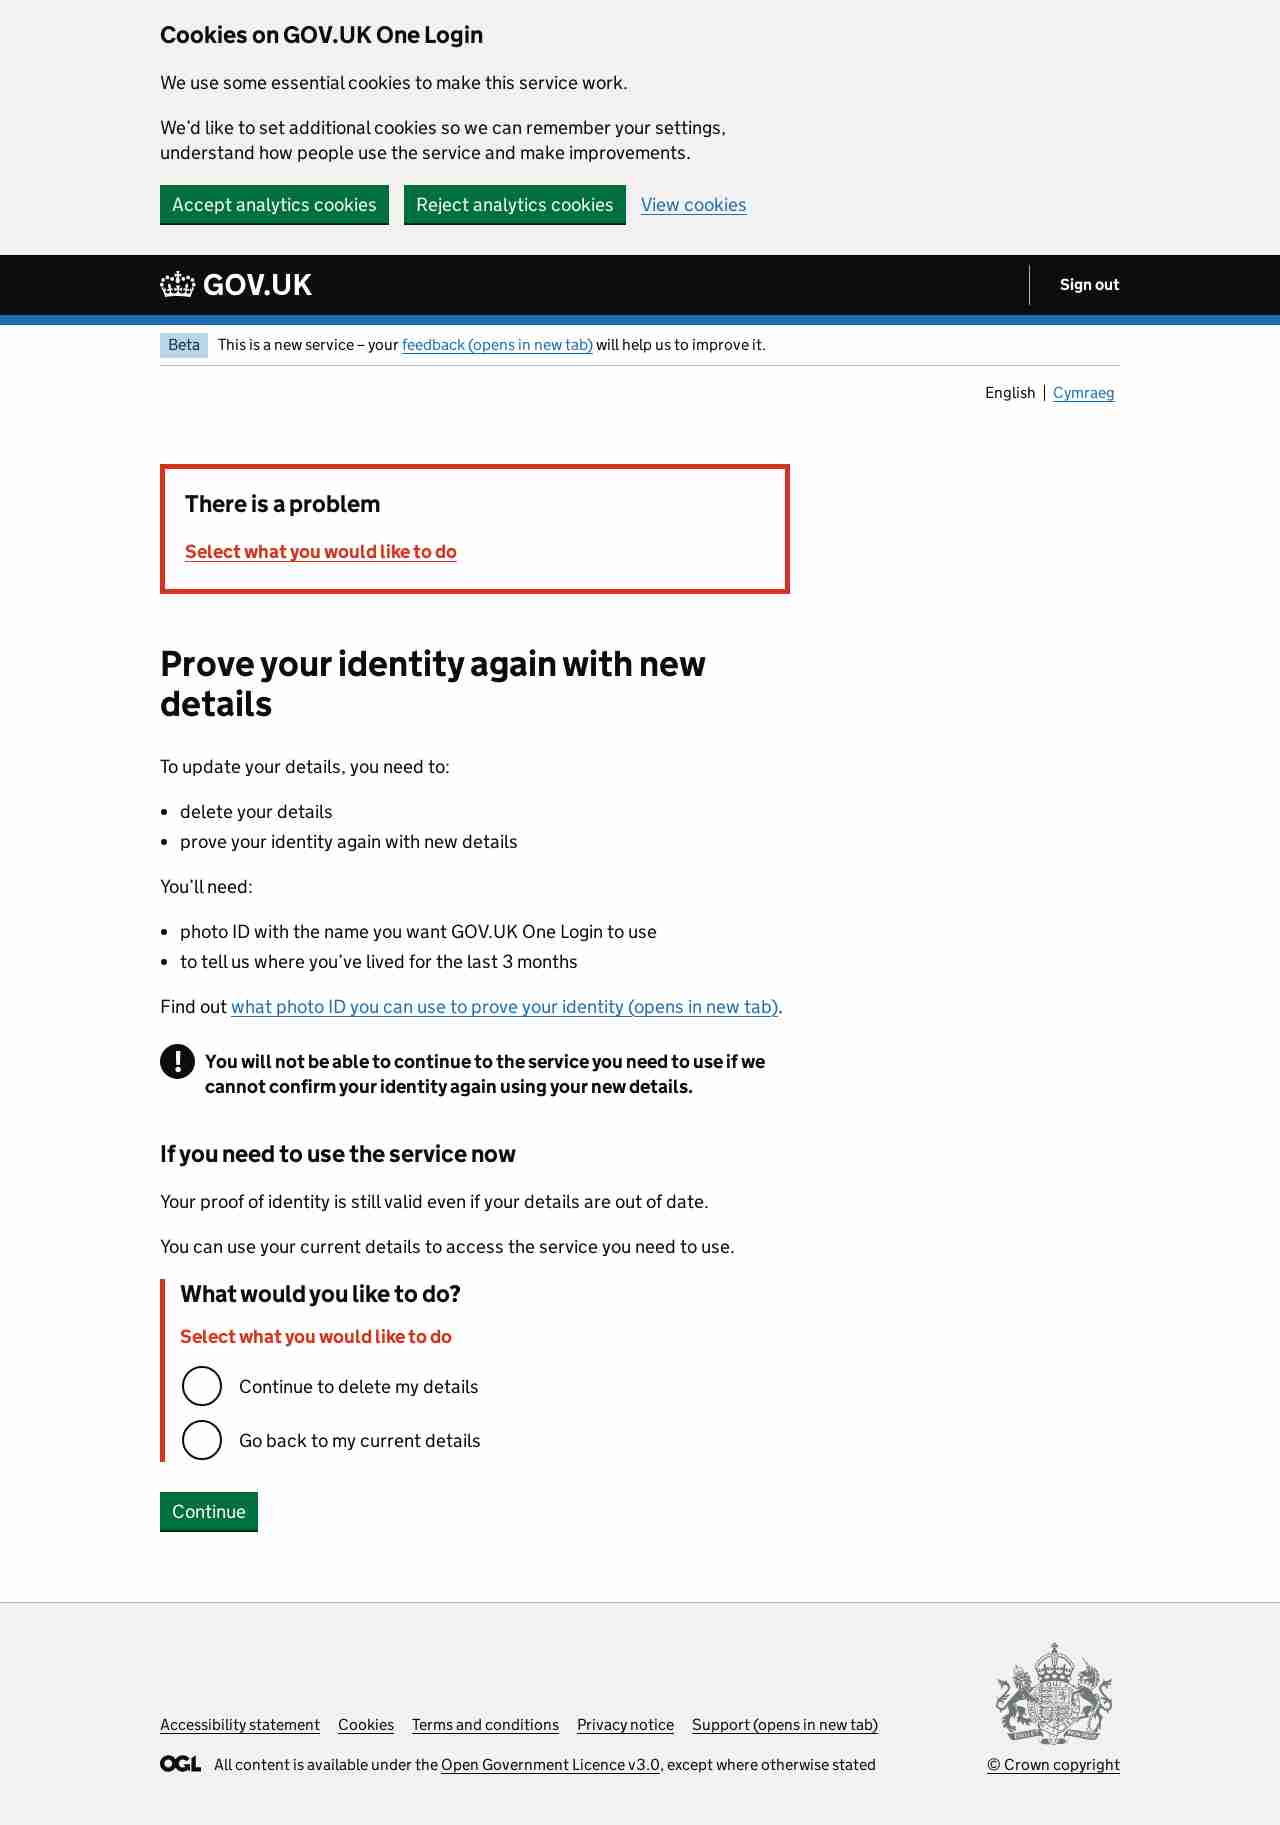 Cookies on GOV.UK One Login
We use some essential cookies to make this service work.
We’d like to set additional cookies so we can remember your settings,
understand how people use the service and make improvements.
Accept analytics cookies Reject analytics cookies View cookies
GOV.UK Sign out
Beta This is a new service – your feedback (opens in new tab) will help us to improve it.
English Cymraeg
There is a problem
Select what you would like to do
Prove your identity again with new
details
To update your details, you need to:
• delete your details
• prove your identity again with new details
You’ll need:
• photo ID with the name you want GOV.UK One Login to use
• to tell us where you’ve lived for the last 3 months
Find out what photo ID you can use to prove your identity (opens in new tab).
! You will not be able to continue to the service you need to use if we
cannot confirm your identity again using your new details.
If you need to use the service now
Your proof of identity is still valid even if your details are out of date.
You can use your current details to access the service you need to use.
What would you like to do?
Select what you would like to do
Continue to delete my details
Go back to my current details
Continue
Accessibility statement Cookies Terms and conditions Privacy notice Support (opens in new tab)
OGL All content is available under the Open Government Licence v3.0, except where otherwise stated
© Crown copyright